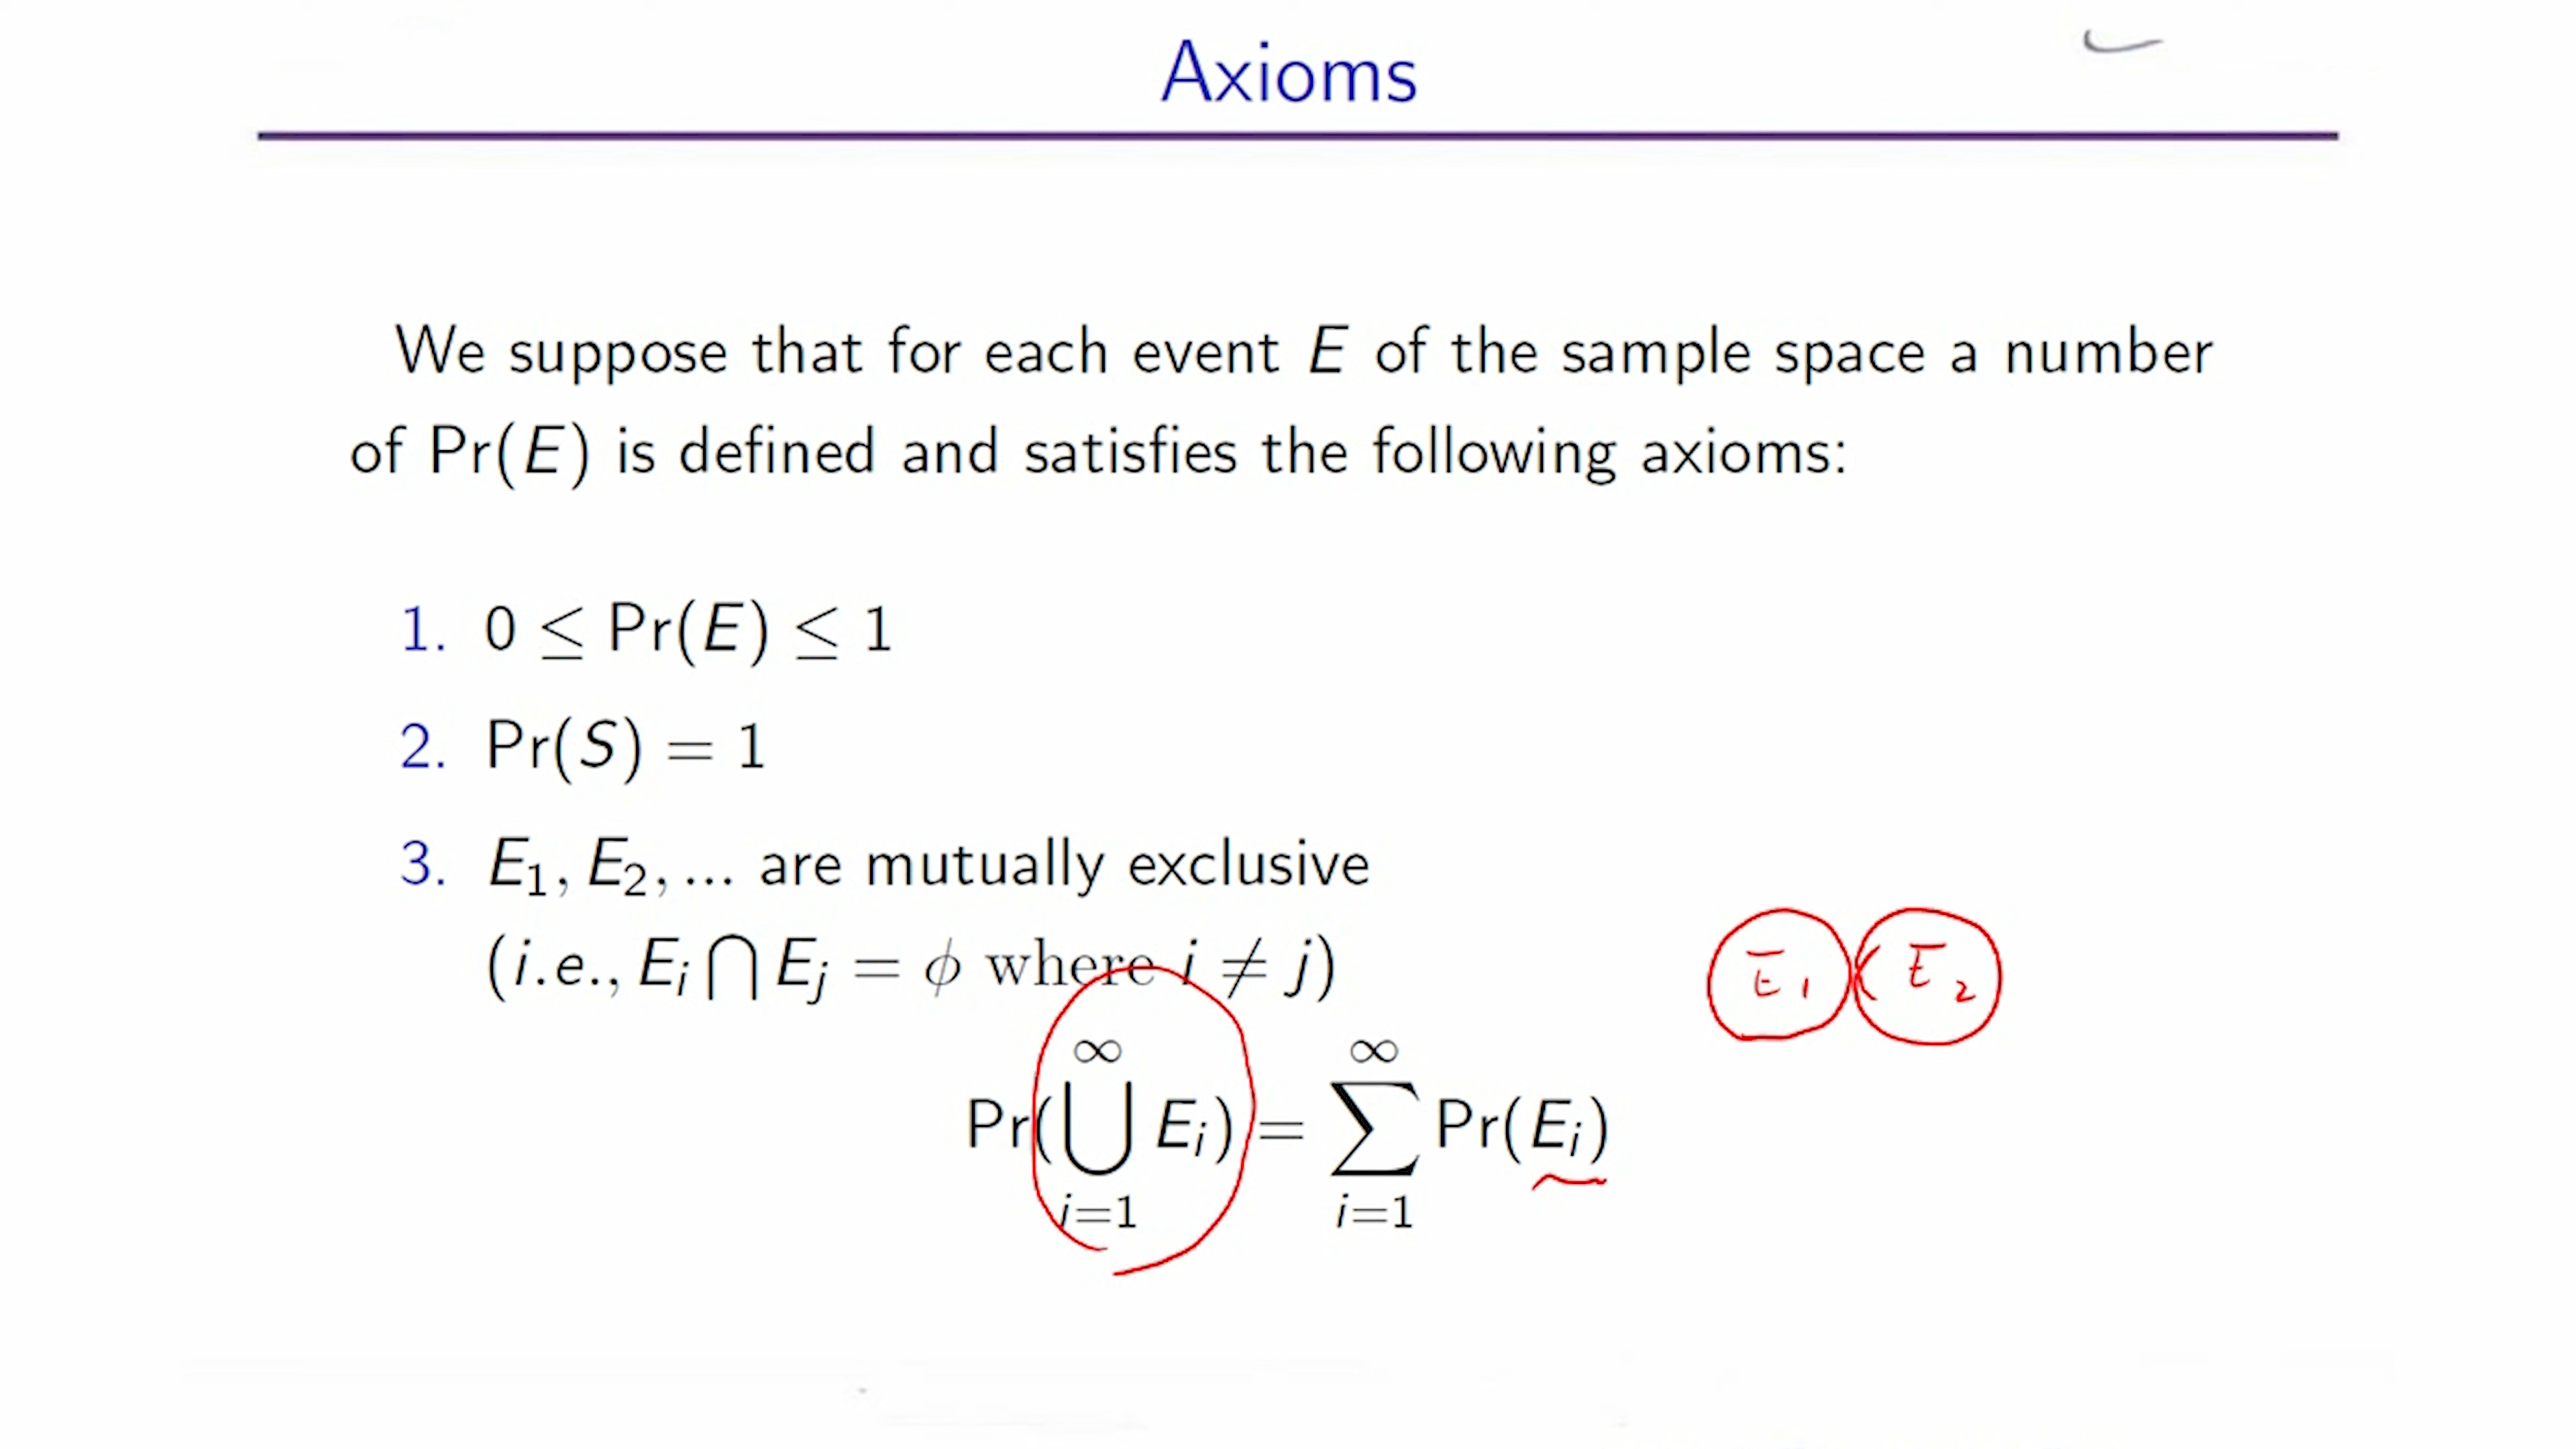 Axioms
We suppose that for each event E of the sample space a number
of Pr(E) is defined and satisfies the following axioms:
1. 0 ≤ Pr(E) ≤ 1
2. Pr(S) = 1
3. E₁, E₂, ... are mutually exclusive
(i.e., Eᵢ ⋂ Eⱼ = ϕ where i ≠ j)
E₁ E₂
Pr(⋃_{i=1}^{∞} Eᵢ) = ∑_{i=1}^{∞} Pr(Eᵢ)